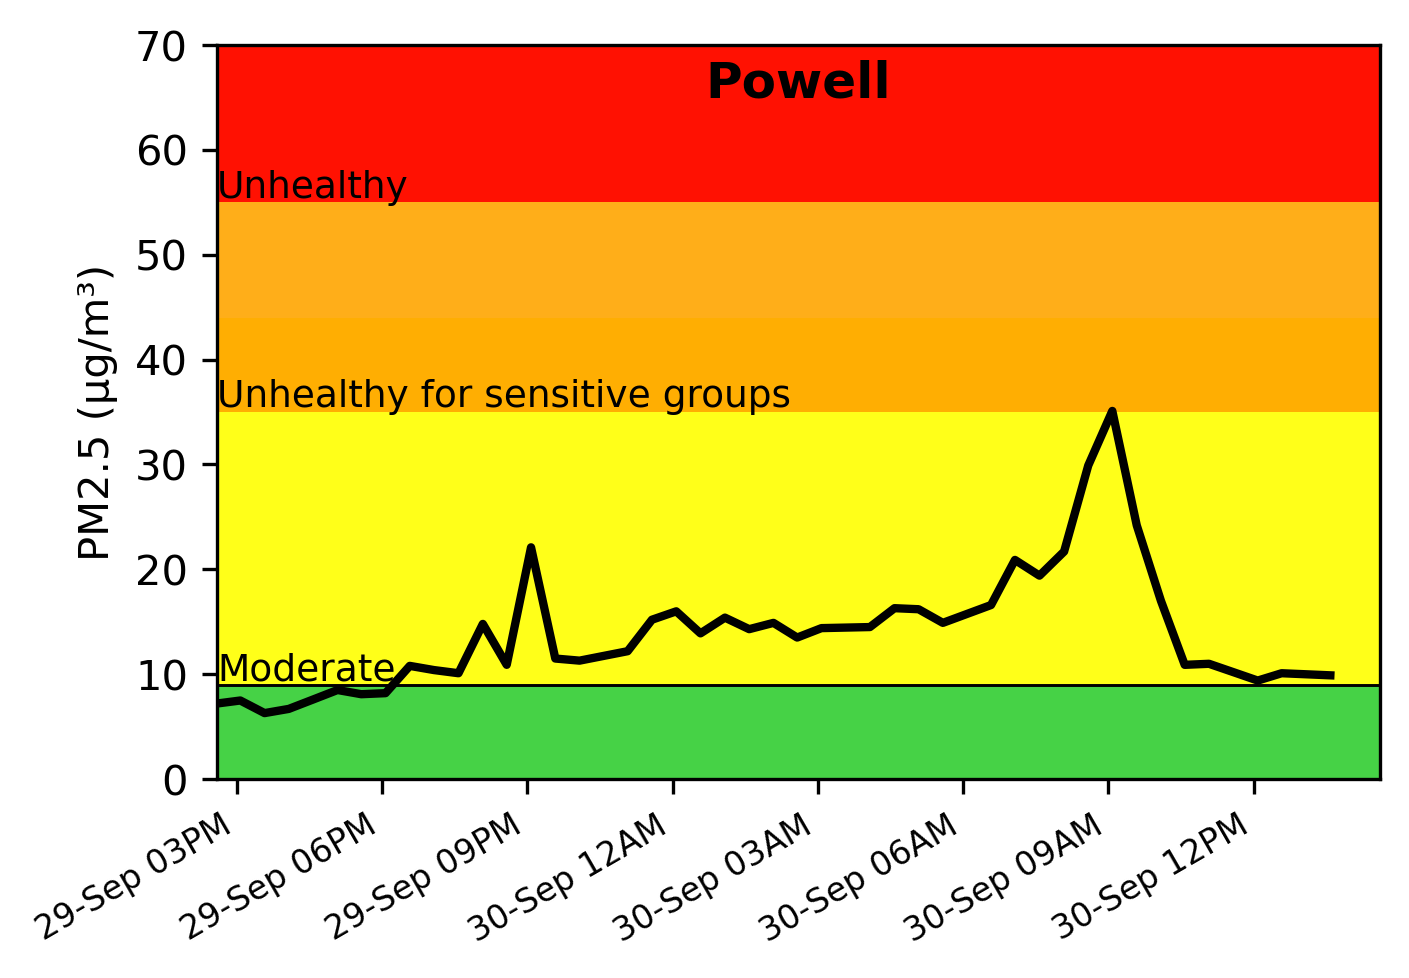 Powell
70
60
50
40
30
20
10
0
PM2.5 (µg/m³)
Unhealthy
Unhealthy for sensitive groups
Moderate
29-Sep 03PM
29-Sep 06PM
29-Sep 09PM
30-Sep 12AM
30-Sep 03AM
30-Sep 06AM
30-Sep 09AM
30-Sep 12PM